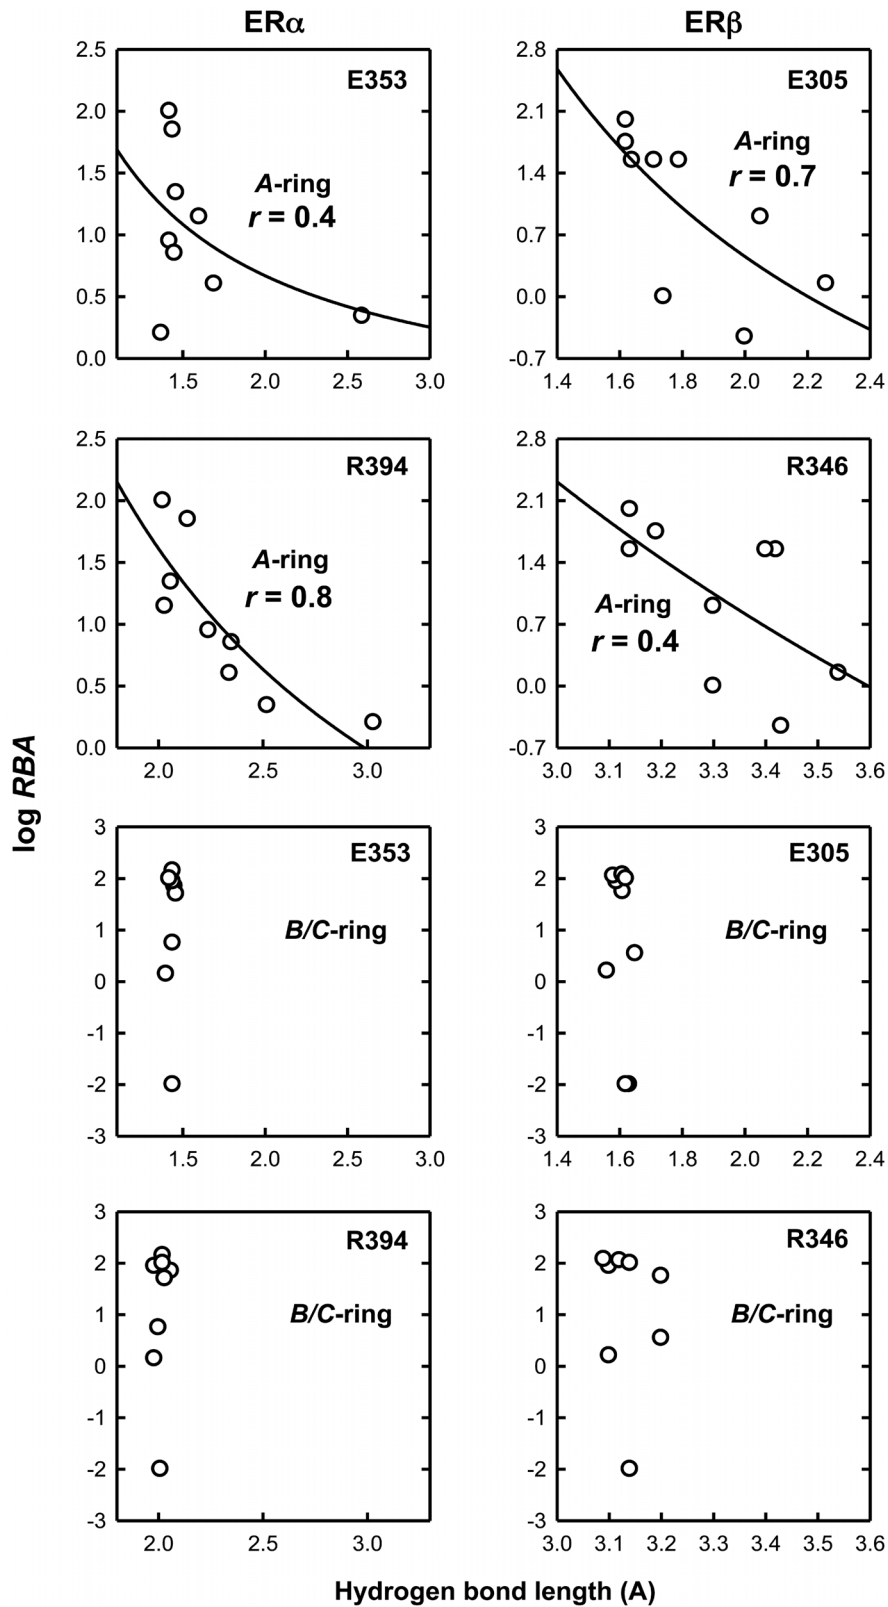 ERα
ERβ
2.5
2.0
1.5
1.0
0.5
0.0
E353
A-ring
r = 0.4
1.5 2.0 2.5 3.0
2.8
2.1
1.4
0.7
0.0
-0.7
E305
A-ring
r = 0.7
1.4 1.6 1.8 2.0 2.2 2.4
2.5
2.0
1.5
1.0
0.5
0.0
R394
A-ring
r = 0.8
2.0 2.5 3.0
2.8
2.1
1.4
0.7
0.0
-0.7
R346
A-ring
r = 0.4
3.0 3.1 3.2 3.3 3.4 3.5 3.6
log RBA
3
2
1
0
-1
-2
-3
E353
B/C-ring
1.5 2.0 2.5 3.0
3
2
1
0
-1
-2
-3
E305
B/C-ring
1.4 1.6 1.8 2.0 2.2 2.4
3
2
1
0
-1
-2
-3
R394
B/C-ring
2.0 2.5 3.0
3
2
1
0
-1
-2
-3
R346
B/C-ring
3.0 3.1 3.2 3.3 3.4 3.5 3.6
Hydrogen bond length (A)